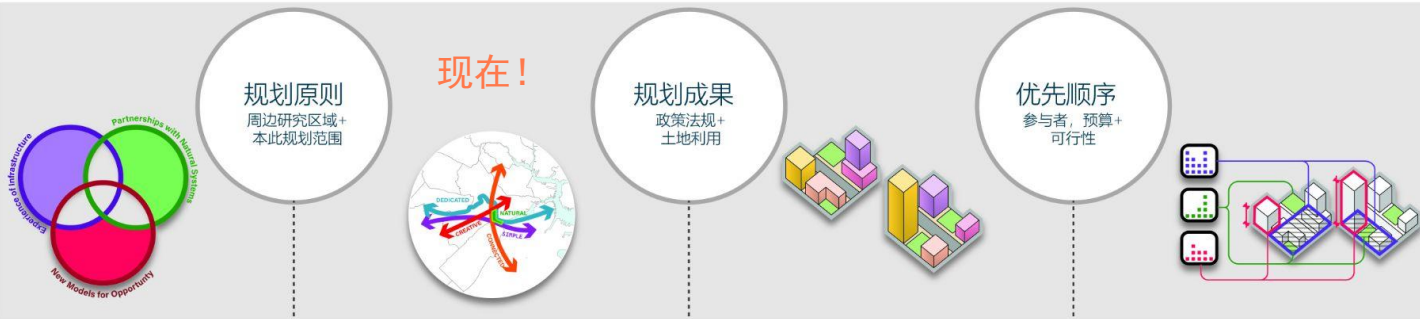 Experience of Infrastructure
Partnerships with Natural Systems
New Models for Opportunty
规划原则
周边研究区域+
本此规划范围
现在！
DEDICATED
NATURAL
CREATIVE
SIMPLE
CONNECTED
规划成果
政策法规+
土地利用
优先顺序
参与者，预算+
可行性